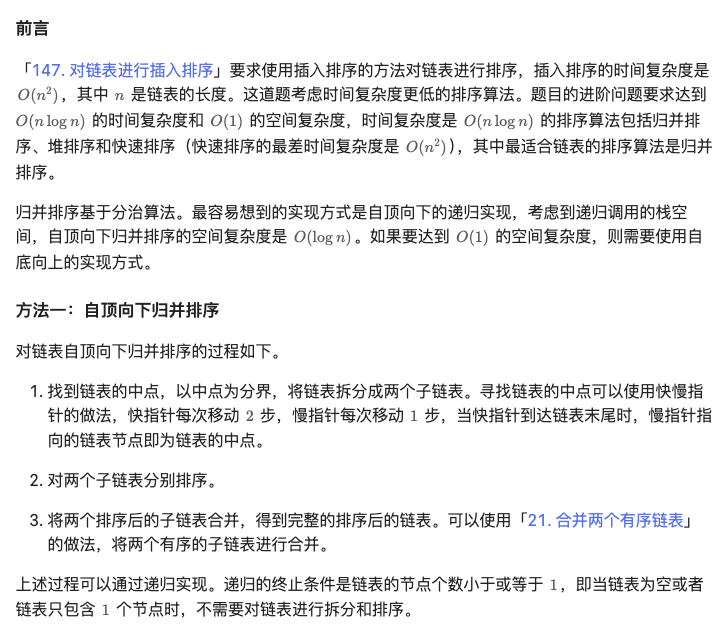 前言
「147. 对链表进行插入排序」要求使用插入排序的方法对链表进行排序，插入排序的时间复杂度是
O(n²)，其中 n 是链表的长度。这道题考虑时间复杂度更低的排序算法。题目的进阶问题要求达到
O(n log n) 的时间复杂度和 O(1) 的空间复杂度，时间复杂度是 O(n log n) 的排序算法包括归并排
序、堆排序和快速排序（快速排序的最差时间复杂度是 O(n²)），其中最适合链表的排序算法是归并
排序。
归并排序基于分治算法。最容易想到的实现方式是自顶向下的递归实现，考虑到递归调用的栈空
间，自顶向下归并排序的空间复杂度是 O(log n)。如果要达到 O(1) 的空间复杂度，则需要使用自
底向上的实现方式。
方法一：自顶向下归并排序
对链表自顶向下归并排序的过程如下。
1. 找到链表的中点，以中点为分界，将链表拆分成两个子链表。寻找链表的中点可以使用快慢指
针的做法，快指针每次移动 2 步，慢指针每次移动 1 步，当快指针到达链表末尾时，慢指针指
向的链表节点即为链表的中点。
2. 对两个子链表分别排序。
3. 将两个排序后的子链表合并，得到完整的排序后的链表。可以使用「21. 合并两个有序链表」
的做法，将两个有序的子链表进行合并。
上述过程可以通过递归实现。递归的终止条件是链表的节点个数小于或等于 1，即当链表为空或者
链表只包含 1 个节点时，不需要对链表进行拆分和排序。